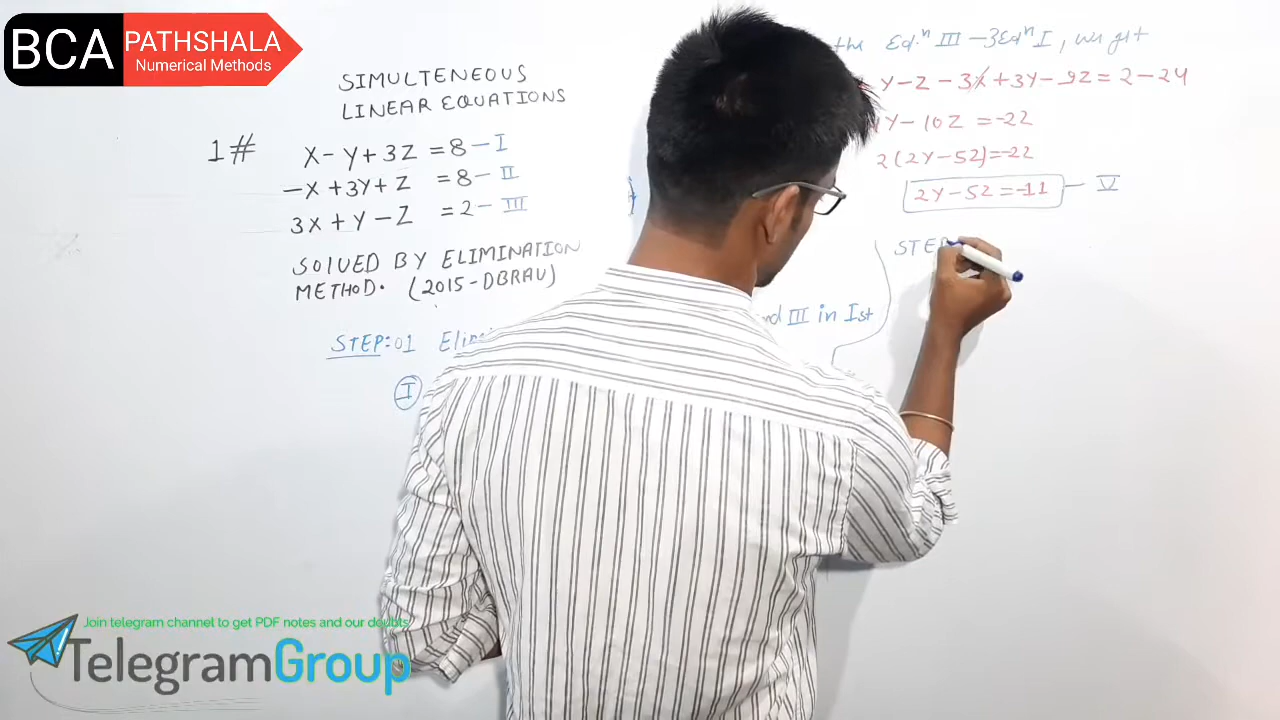 BCA PATHSHALA
Numerical Methods
SIMULTENEOUS
LINEAR EQUATIONS
1# X - Y + 3Z = 8 - I
-X + 3Y + Z = 8 - II
3X + Y - Z = 2 - III
SOLVED BY ELIMINATION
METHOD. (2015-DBRAU)
STEP:01
I
III in Ist
the Eq.ⁿ III - 3Eqⁿ I, we get
Y - Z - 3X + 3Y - 9Z = 2 - 24
Y - 10Z = -22
2(2Y - 5Z) = -22
2Y - 5Z = -11 - V
STEP
Join telegram channel to get PDF notes and our doubts
TelegramGroup